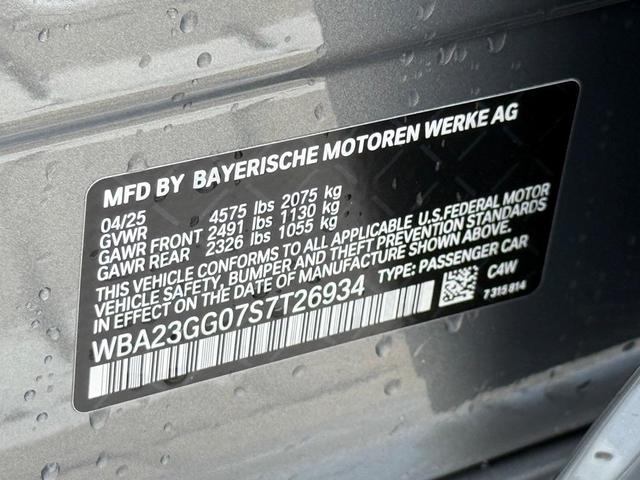 MFD BY BAYERISCHE MOTOREN WERKE AG
04/25 4575 lbs 2075 kg
GVWR
GAWR FRONT 2491 lbs 1130 kg
GAWR REAR 2326 lbs 1055 kg
THIS VEHICLE CONFORMS TO ALL APPLICABLE U.S.FEDERAL MOTOR
VEHICLE SAFETY, BUMPER AND THEFT PREVENTION STANDARDS
IN EFFECT ON THE DATE OF MANUFACTURE SHOWN ABOVE.
WBA23GG07S7T26934 TYPE: PASSENGER CAR
C4W
7 315 814